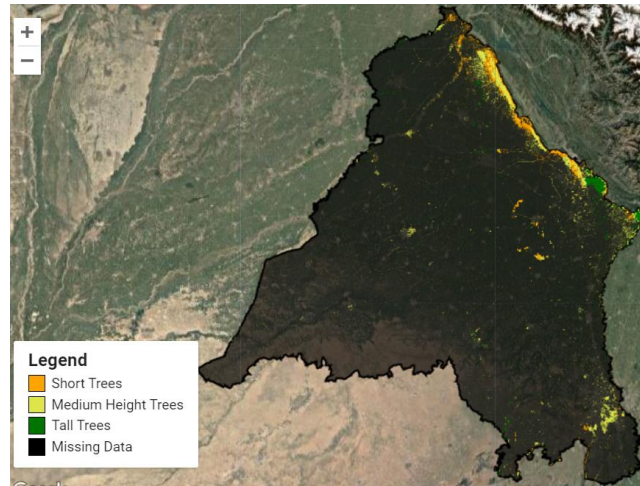 +
−
Legend
Short Trees
Medium Height Trees
Tall Trees
Missing Data